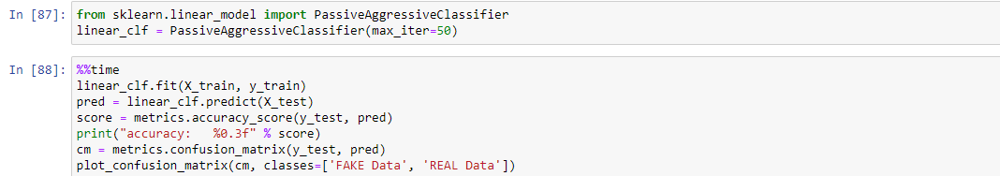 In [87]: from sklearn.linear_model import PassiveAggressiveClassifier
linear_clf = PassiveAggressiveClassifier(max_iter=50)
In [88]: %%time
linear_clf.fit(X_train, y_train)
pred = linear_clf.predict(X_test)
score = metrics.accuracy_score(y_test, pred)
print("accuracy:   %0.3f" % score)
cm = metrics.confusion_matrix(y_test, pred)
plot_confusion_matrix(cm, classes=['FAKE Data', 'REAL Data'])